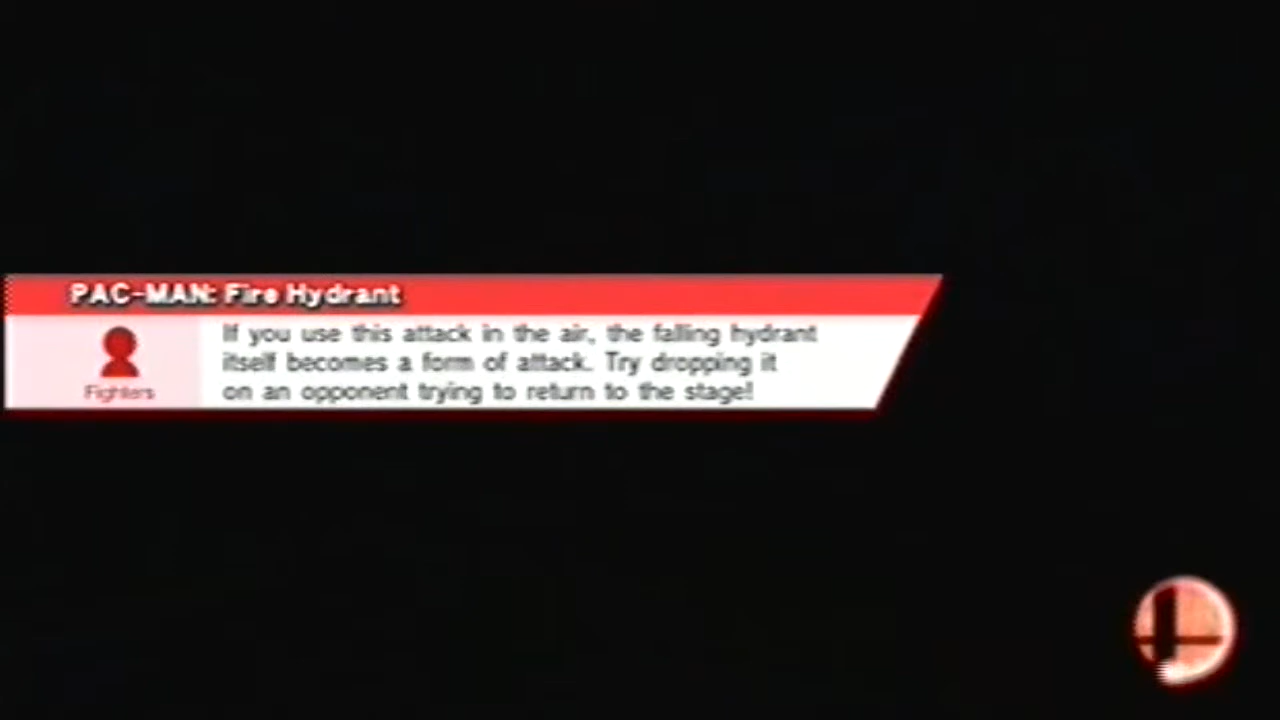 PAC-MAN: Fire Hydrant
If you use this attack in the air, the falling hydrant
itself becomes a form of attack. Try dropping it
on an opponent trying to return to the stage!
Fighters